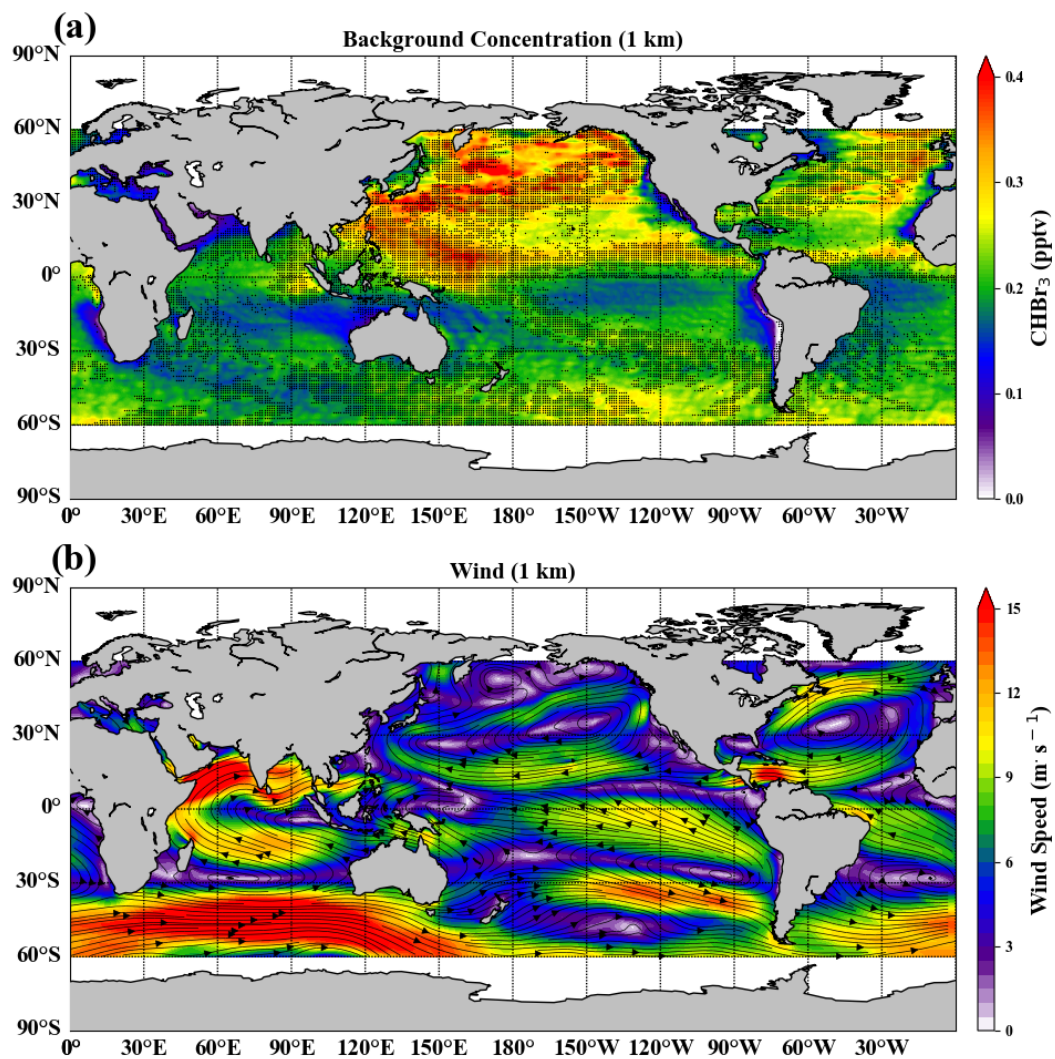 (a)
Background Concentration (1 km)
90°N
60°N
30°N
0°
30°S
60°S
90°S
0° 30°E 60°E 90°E 120°E 150°E 180° 150°W 120°W 90°W 60°W 30°W
0.4
0.3
0.2
0.1
0.0
CHBr₃ (pptv)
(b)
Wind (1 km)
90°N
60°N
30°N
0°
30°S
60°S
90°S
0° 30°E 60°E 90°E 120°E 150°E 180° 150°W 120°W 90°W 60°W 30°W
15
12
9
6
3
0
Wind Speed (m· s⁻¹)